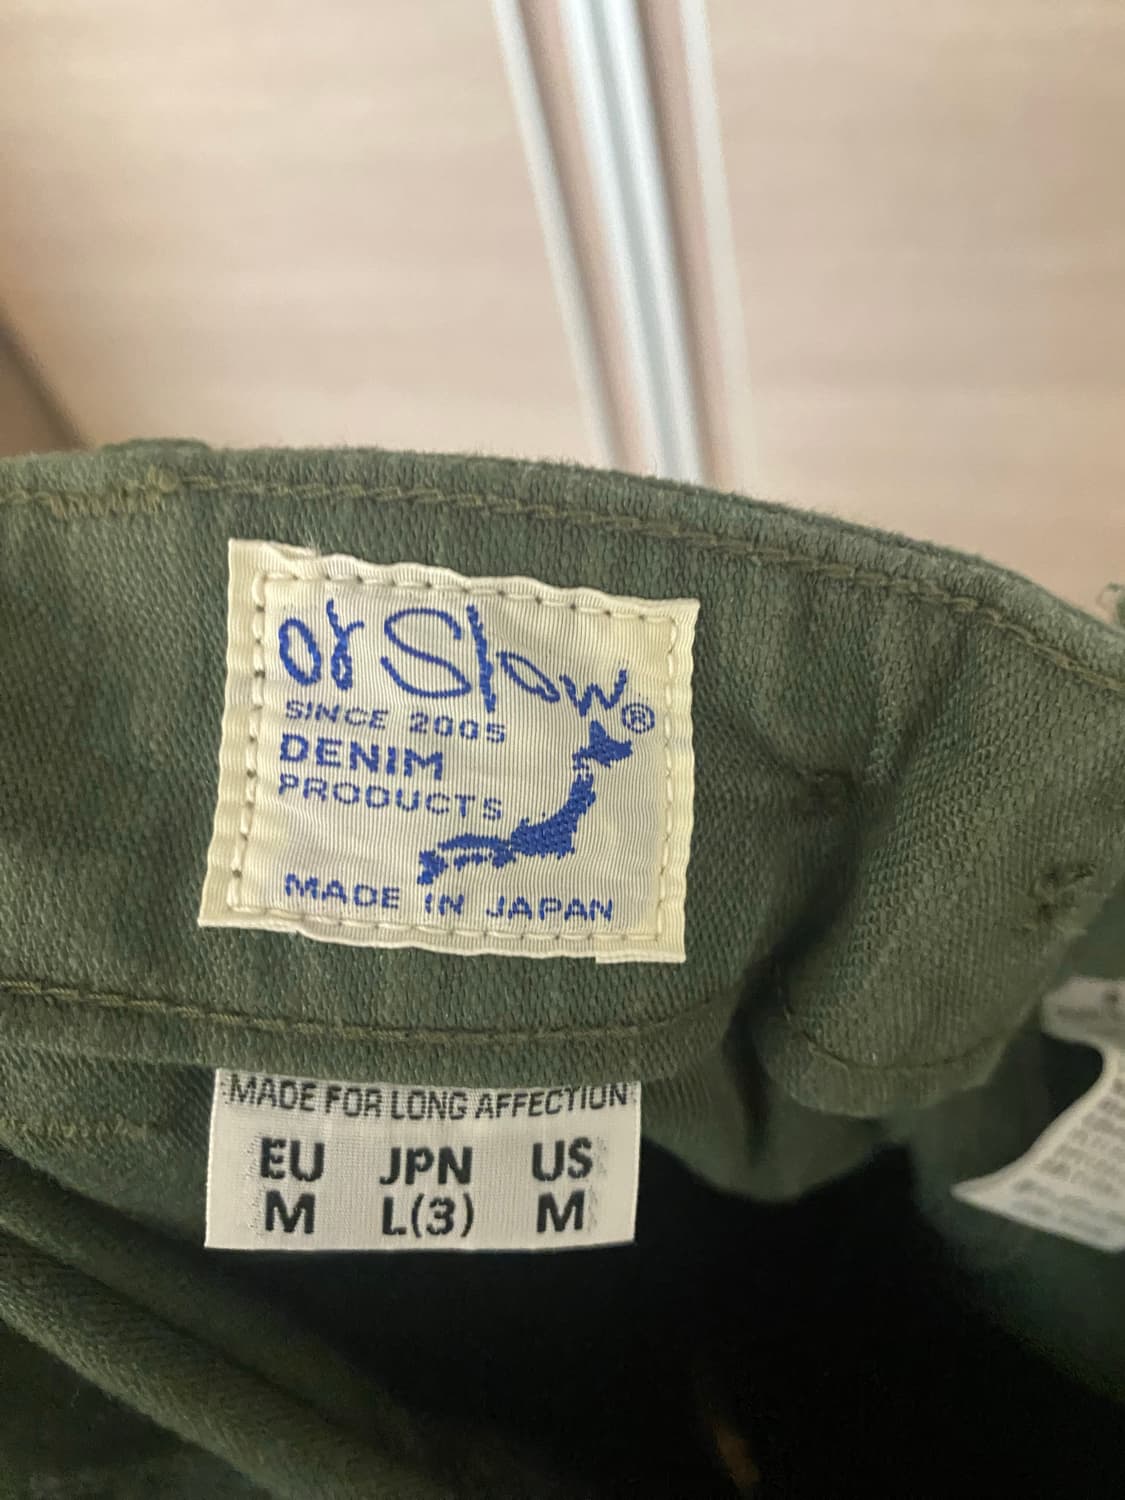 or Slow®
SINCE 2005
DENIM
PRODUCTS
MADE IN JAPAN
MADE FOR LONG AFFECTION
EU JPN US
M L(3) M